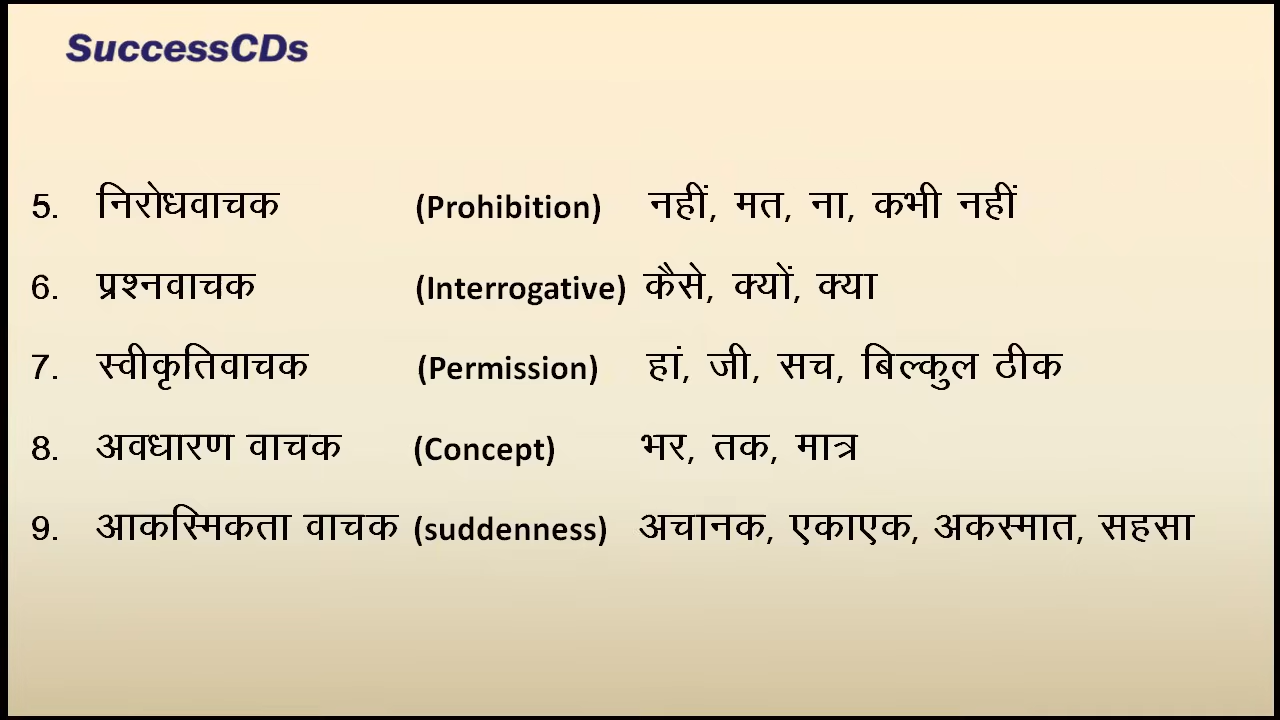 SuccessCDs
5. निरोधवाचक (Prohibition) नहीं, मत, ना, कभी नहीं
6. प्रश्नवाचक (Interrogative) कैसे, क्यों, क्या
7. स्वीकृतिवाचक (Permission) हां, जी, सच, बिल्कुल ठीक
8. अवधारण वाचक (Concept) भर, तक, मात्र
9. आकस्मिकता वाचक (suddenness) अचानक, एकाएक, अकस्मात, सहसा